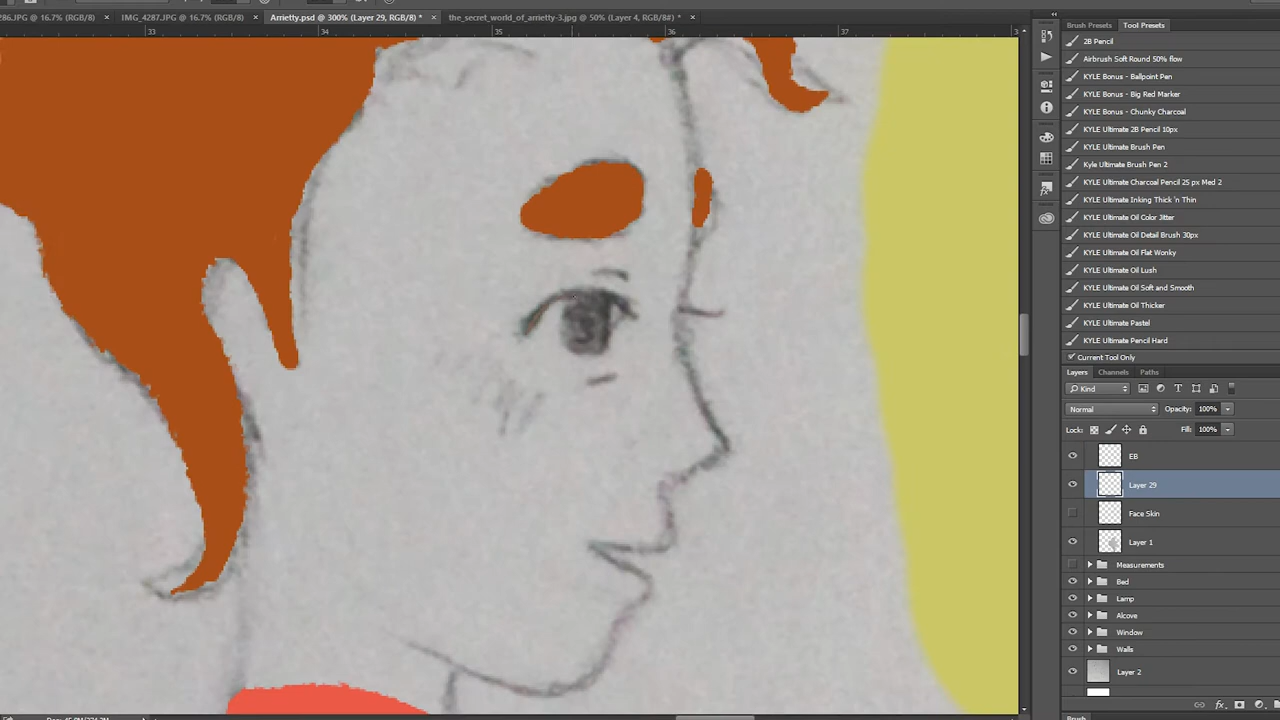 286.JPG @ 16.7% (RGB/8) × IMG_4287.JPG @ 16.7% (RGB/8) × Arrietty.psd @ 300% (Layer 29, RGB/8) * × the_secret_world_of_arrietty-3.jpg @ 50% (Layer 4, RGB/8#) * ×
33 34 35 36 37
Brush Presets Tool Presets
2B Pencil
Airbrush Soft Round 50% flow
KYLE Bonus - Ballpoint Pen
KYLE Bonus - Big Red Marker
KYLE Bonus - Chunky Charcoal
KYLE Ultimate 2B Pencil 10px
KYLE Ultimate Brush Pen
Kyle Ultimate Brush Pen 2
KYLE Ultimate Charcoal Pencil 25 px Med 2
KYLE Ultimate Inking Thick 'n Thin
KYLE Ultimate Oil Color Jitter
KYLE Ultimate Oil Detail Brush 30px
KYLE Ultimate Oil Flat Wonky
KYLE Ultimate Oil Lush
KYLE Ultimate Oil Soft and Smooth
KYLE Ultimate Oil Thicker
KYLE Ultimate Pastel
KYLE Ultimate Pencil Hard
Current Tool Only
Layers Channels Paths
Kind
Normal Opacity: 100%
Lock: Fill: 100%
EB
Layer 29
Face Skin
Layer 1
Measurements
Bed
Lamp
Alcove
Window
Walls
Layer 2
fx
Brush